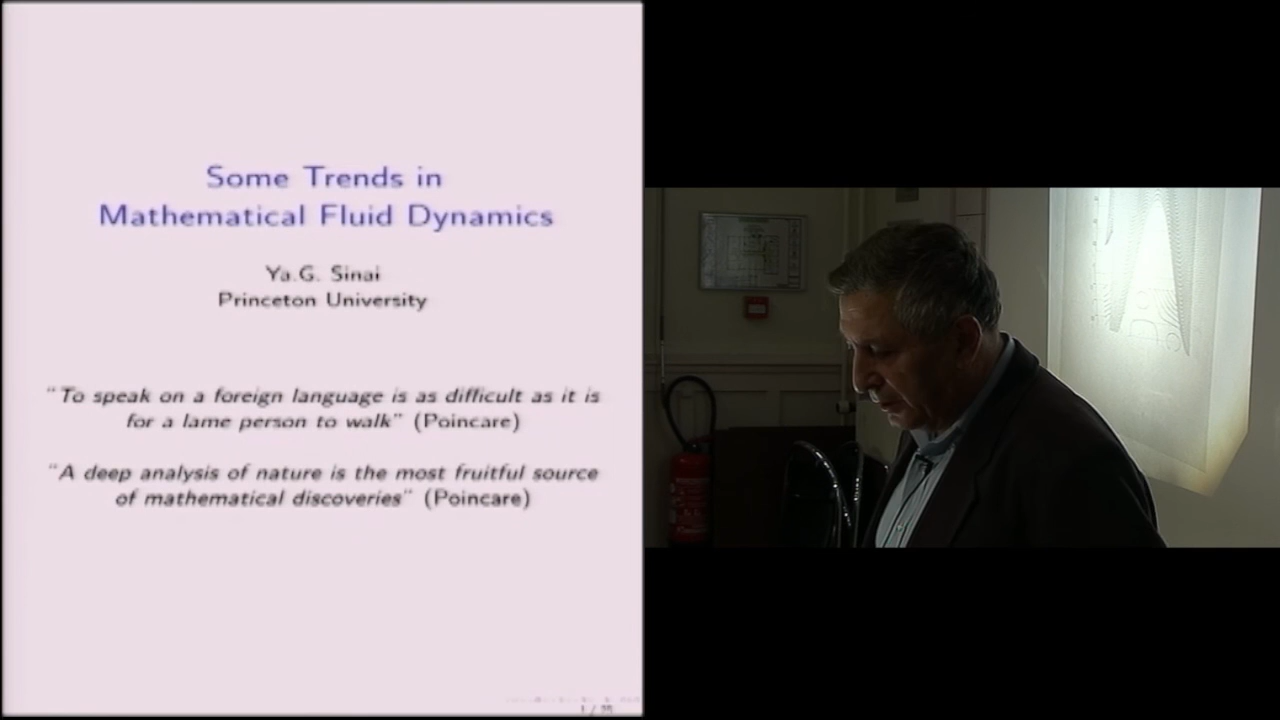 Some Trends in
Mathematical Fluid Dynamics
Ya.G. Sinai
Princeton University
“To speak on a foreign language is as difficult as it is
for a lame person to walk” (Poincare)
“A deep analysis of nature is the most fruitful source
of mathematical discoveries” (Poincare)